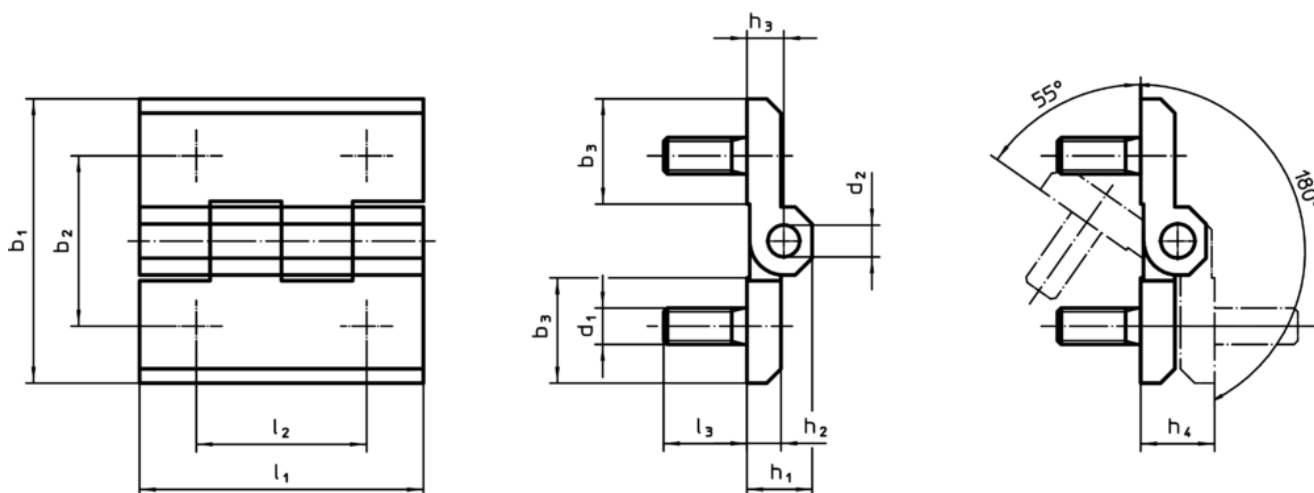 b₁
b₂
l₂
l₁
h₃
b₃
d₂
b₃
d₁
l₃
h₂
h₁
55°
180°
h₄